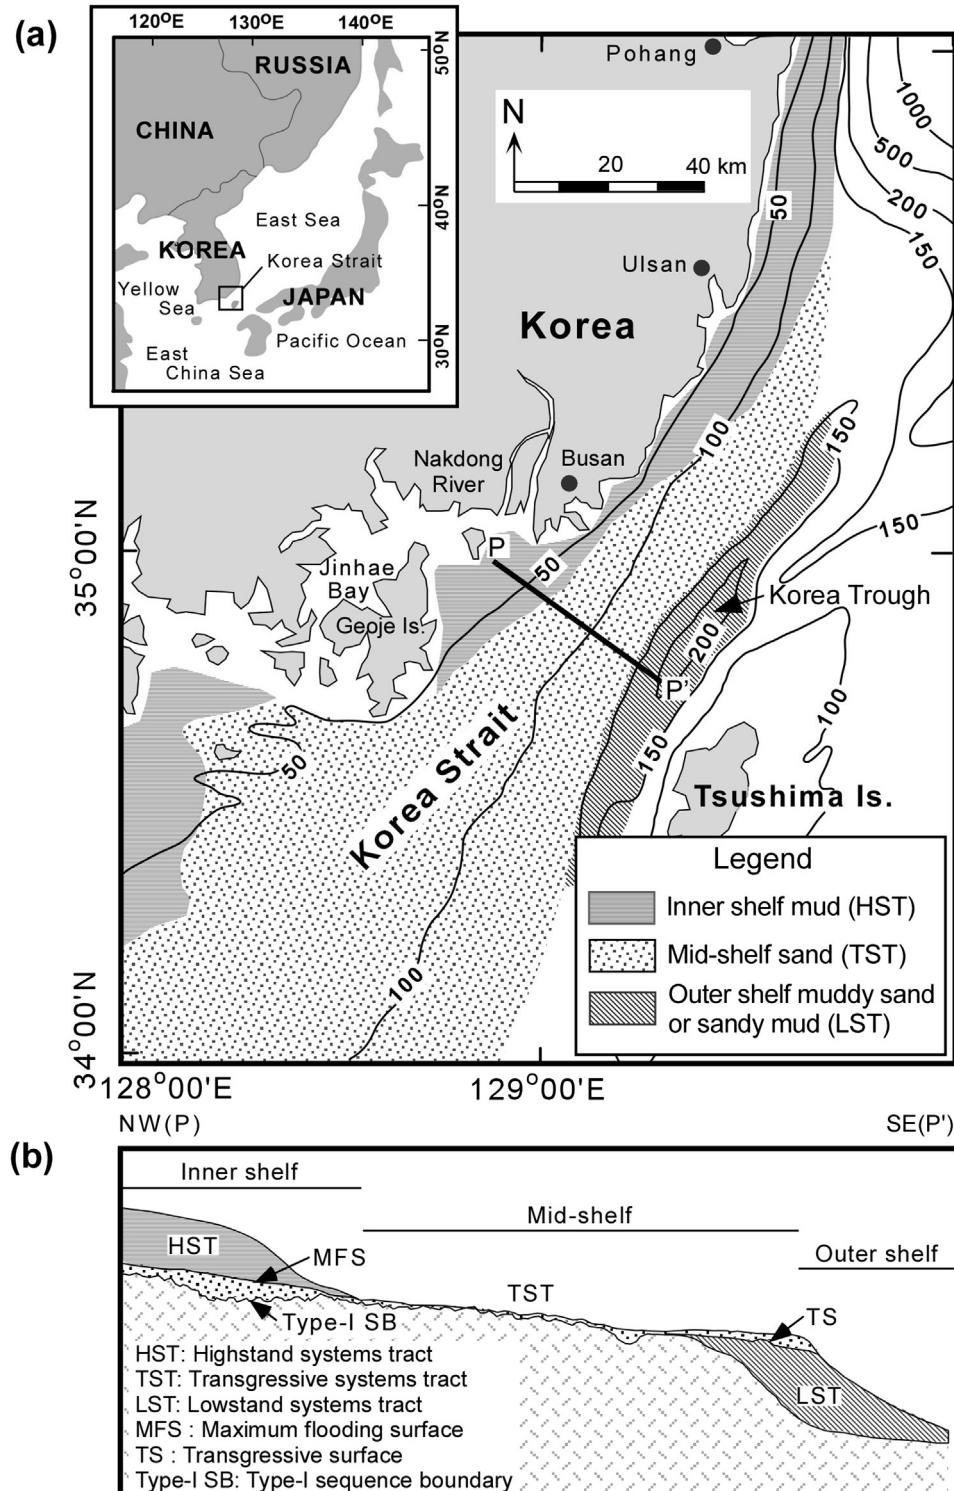 (a)
120°E
130°E
140°E
50°N
40°N
30°N
RUSSIA
CHINA
East Sea
KOREA
Korea Strait
Yellow
Sea
JAPAN
Pacific Ocean
East
China Sea
Pohang
N
20
40 km
1000
500
200
150
50
Ulsan
Korea
100
150
Nakdong
River
Busan
150
35°00'N
P
50
Jinhae
Bay
Geoje Is.
Korea Trough
200
P'
150
100
50
Korea Strait
Tsushima Is.
100
Legend
Inner shelf mud (HST)
Mid-shelf sand (TST)
Outer shelf muddy sand
or sandy mud (LST)
34°00'N
128°00'E
129°00'E
NW(P)
SE(P')
(b)
Inner shelf
Mid-shelf
Outer shelf
HST
MFS
TST
TS
Type-I SB
LST
HST: Highstand systems tract
TST: Transgressive systems tract
LST: Lowstand systems tract
MFS : Maximum flooding surface
TS : Transgressive surface
Type-I SB: Type-I sequence boundary